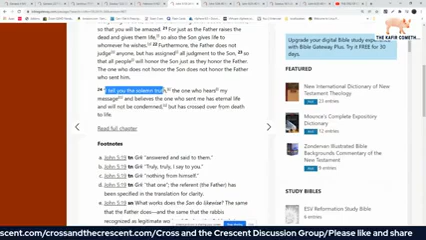 so that you will be amazed. 21 For just as the Father raises the
dead and gives them life, so also the Son gives life to
whomever he wishes. 22 Furthermore, the Father does not
judge anyone, but has assigned all judgment to the Son, 23 so
that all people will honor the Son just as they honor the Father.
The one who does not honor the Son does not honor the Father
who sent him.
24 I tell you the solemn truth, the one who hears my
message and believes the one who sent me has eternal life
and will not be condemned, but has crossed over from death
to life.
Read full chapter
Footnotes
a. John 5:19 tn Grk "answered and said to them."
b. John 5:19 tn Grk "Truly, truly, I say to you."
c. John 5:19 tn Grk "nothing from himself."
d. John 5:19 tn Grk "that one"; the referent (the Father) has
been specified in the translation for clarity.
e. John 5:19 sn What works does the Son do likewise? The same
that the Father does—and the same that the rabbis
recognized as legitimate
THE KAFIR COMETH...
Upgrade your digital Bible study
with Bible Gateway Plus. Try it FREE for
30 days.
FEATURED
New International Dictionary of New
Testament Theology
entries
Mounce's Complete Expository
Dictionary
entries
Zondervan Illustrated Bible
Backgrounds Commentary of the New
Testament
entries
STUDY BIBLES
ESV Reformation Study Bible
entries
scent.com/crossandthecrescent.com/Cross and the Crescent Discussion Group/Please like and share